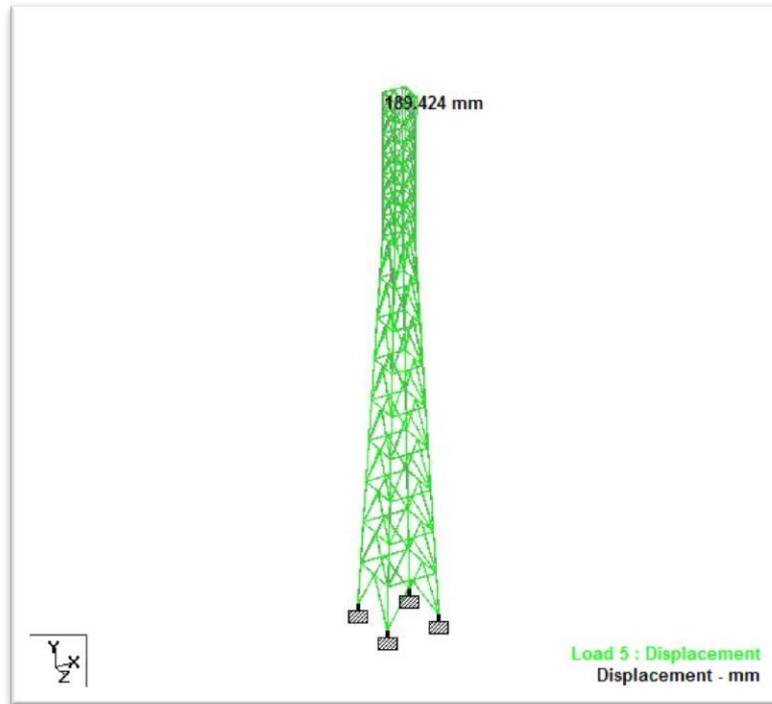 189.424 mm
Y
X
Z
Load 5 : Displacement
Displacement - mm